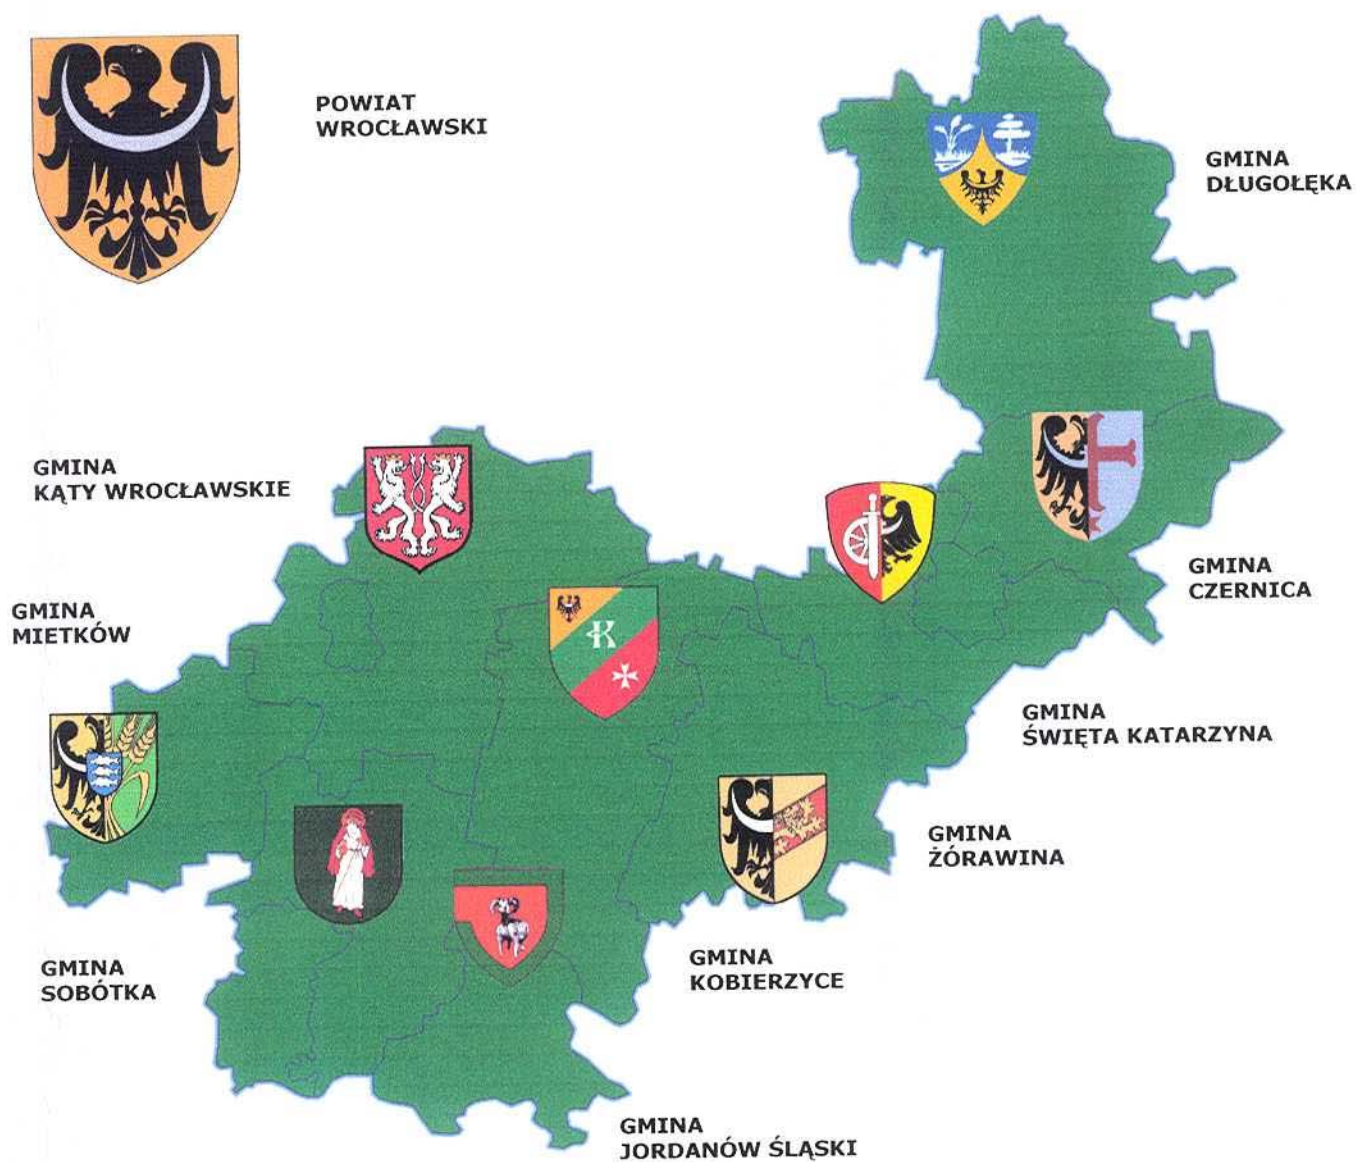 POWIAT
WROCŁAWSKI
GMINA
DŁUGOŁĘKA
GMINA
KĄTY WROCŁAWSKIE
GMINA
CZERNICA
GMINA
MIETKÓW
K
GMINA
ŚWIĘTA KATARZYNA
GMINA
ŻÓRAWINA
GMINA
SOBÓTKA
GMINA
KOBIERZYCE
GMINA
JORDANÓW ŚLĄSKI